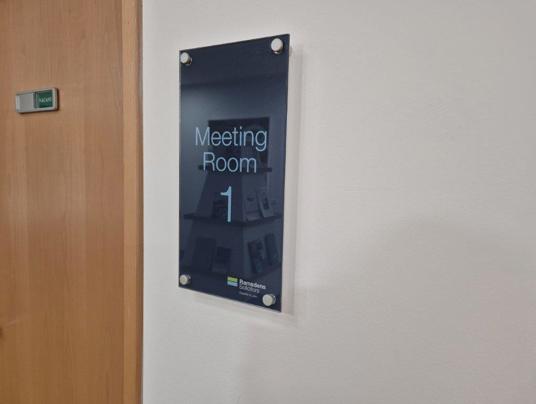 VACANT
Meeting
Room
1
Ramsdens
Solicitors